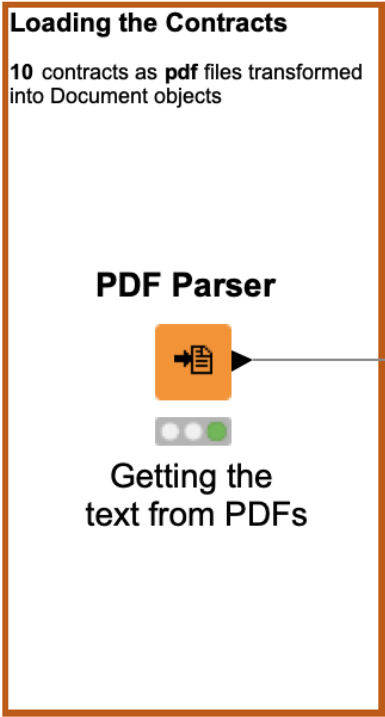 Loading the Contracts
10 contracts as pdf files transformed
into Document objects
PDF Parser
Getting the
text from PDFs